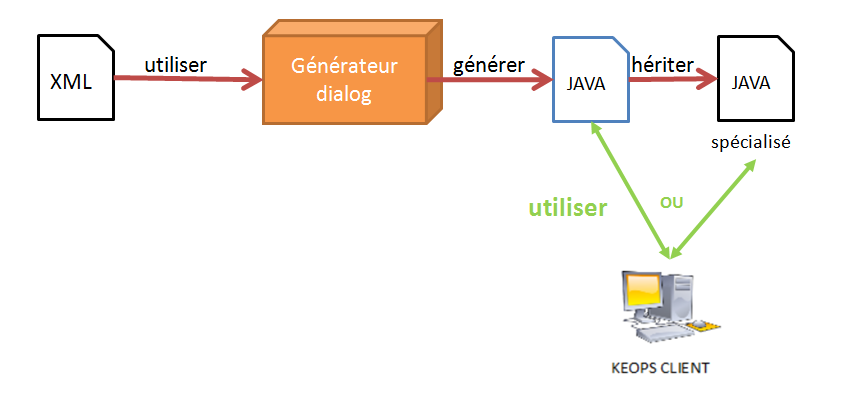 XML
utiliser
Générateur
dialog
générer
JAVA
hériter
JAVA
spécialisé
utiliser
OU
KEOPS CLIENT